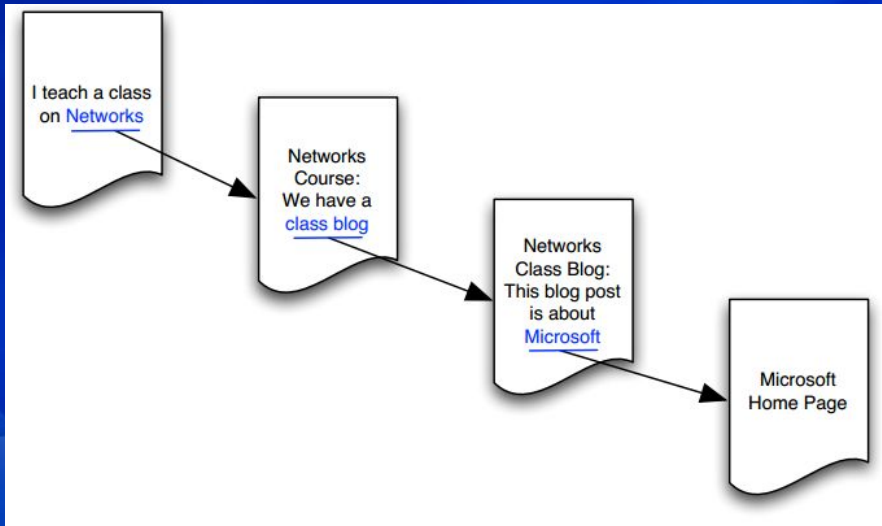 I teach a class
on Networks
Networks
Course:
We have a
class blog
Networks
Class Blog:
This blog post
is about
Microsoft
Microsoft
Home Page